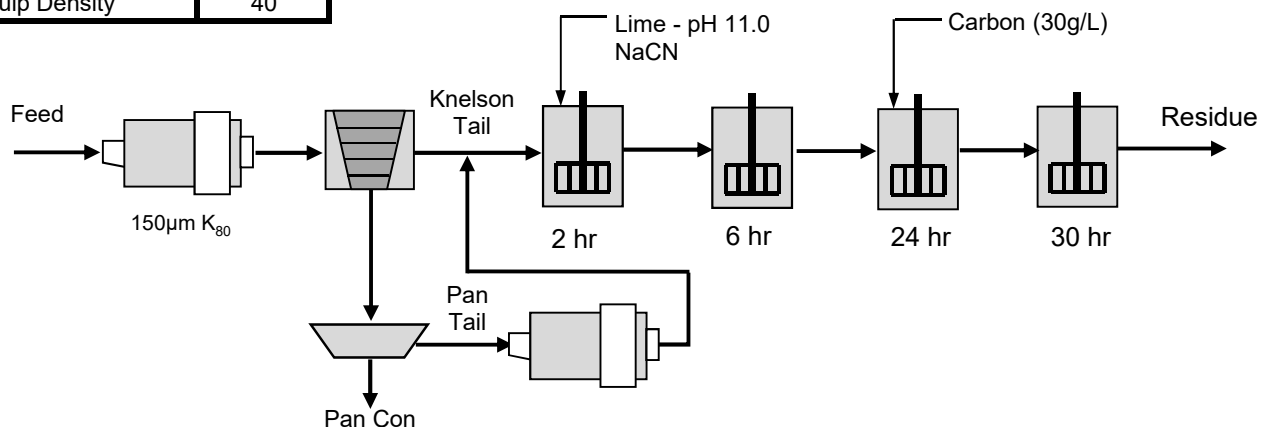 Pulp Density 40
Lime - pH 11.0
NaCN
Carbon (30g/L)
Feed
Knelson
Tail
Residue
150µm K80
2 hr
6 hr
24 hr
30 hr
Pan
Tail
Pan Con